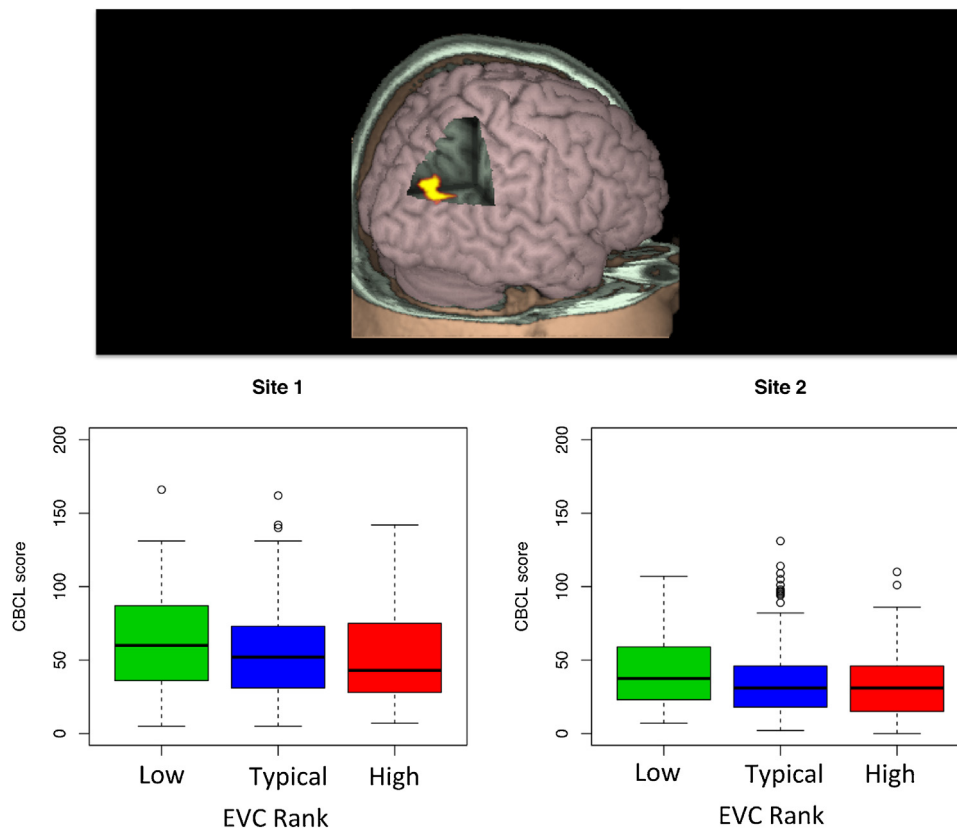 Site 1
Site 2
CBCL score
200
150
100
50
0
Low Typical High
EVC Rank
CBCL score
200
150
100
50
0
Low Typical High
EVC Rank